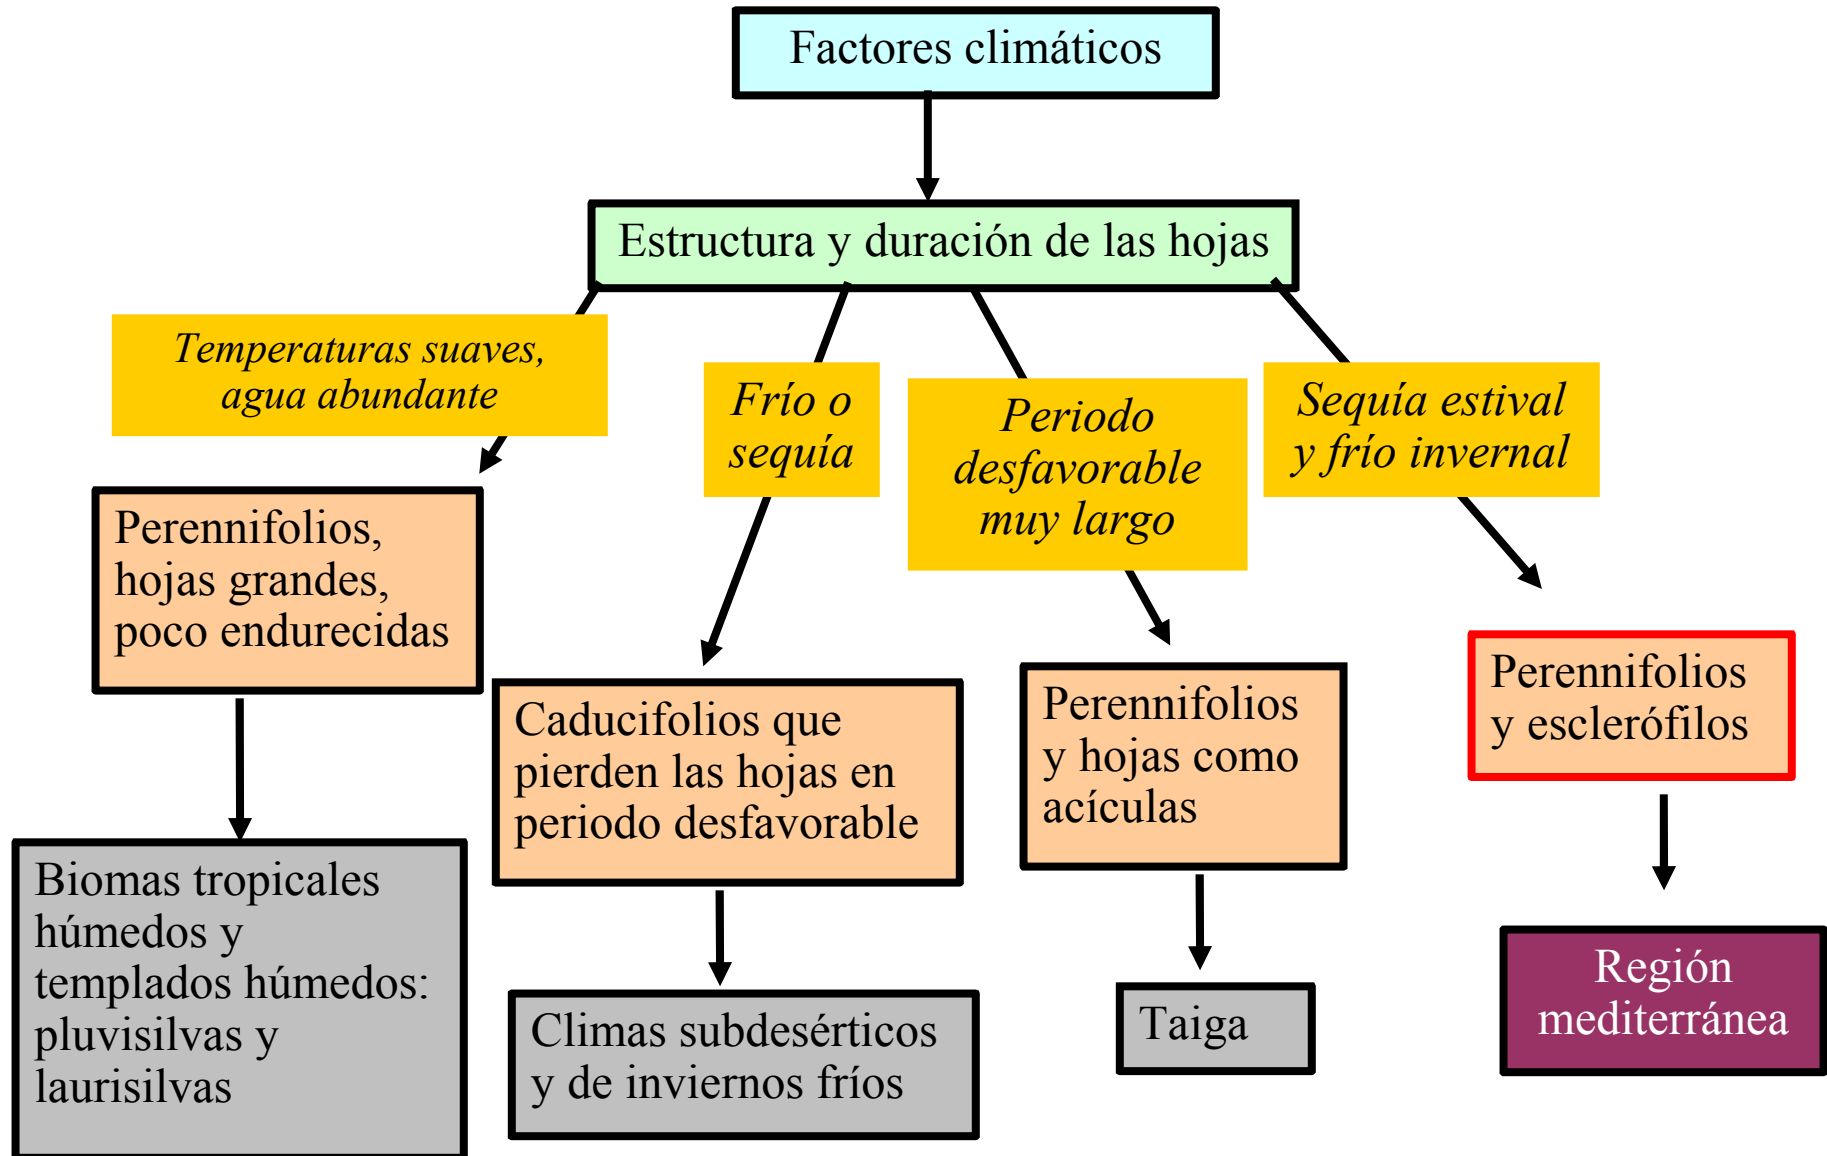 Factores climáticos
Estructura y duración de las hojas
Temperaturas suaves,
agua abundante
Frío o
sequía
Periodo
desfavorable
muy largo
Sequía estival
y frío invernal
Perennifolios,
hojas grandes,
poco endurecidas
Caducifolios que
pierden las hojas en
periodo desfavorable
Perennifolios
y hojas como
acículas
Perennifolios
y esclerófilos
Biomas tropicales
húmedos y
templados húmedos:
pluvisilvas y
laurisilvas
Climas subdesérticos
y de inviernos fríos
Taiga
Región
mediterránea